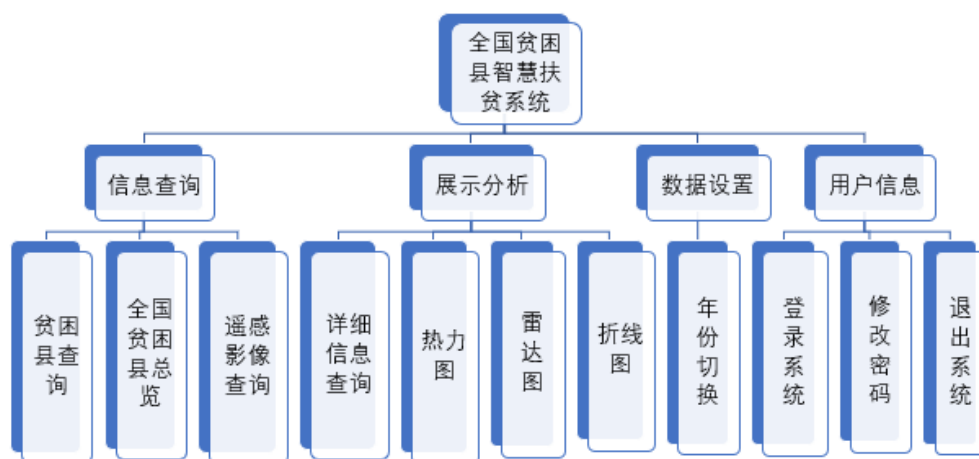 全国贫困
县智慧扶
贫系统
信息查询
展示分析
数据设置
用户信息
贫困
县查
询
全国
贫困
县总
览
遥感
影像
查询
详细
信息
查询
热力
图
雷
达
图
折线
图
年
份
切
换
登
录
系
统
修
改
密
码
退
出
系
统